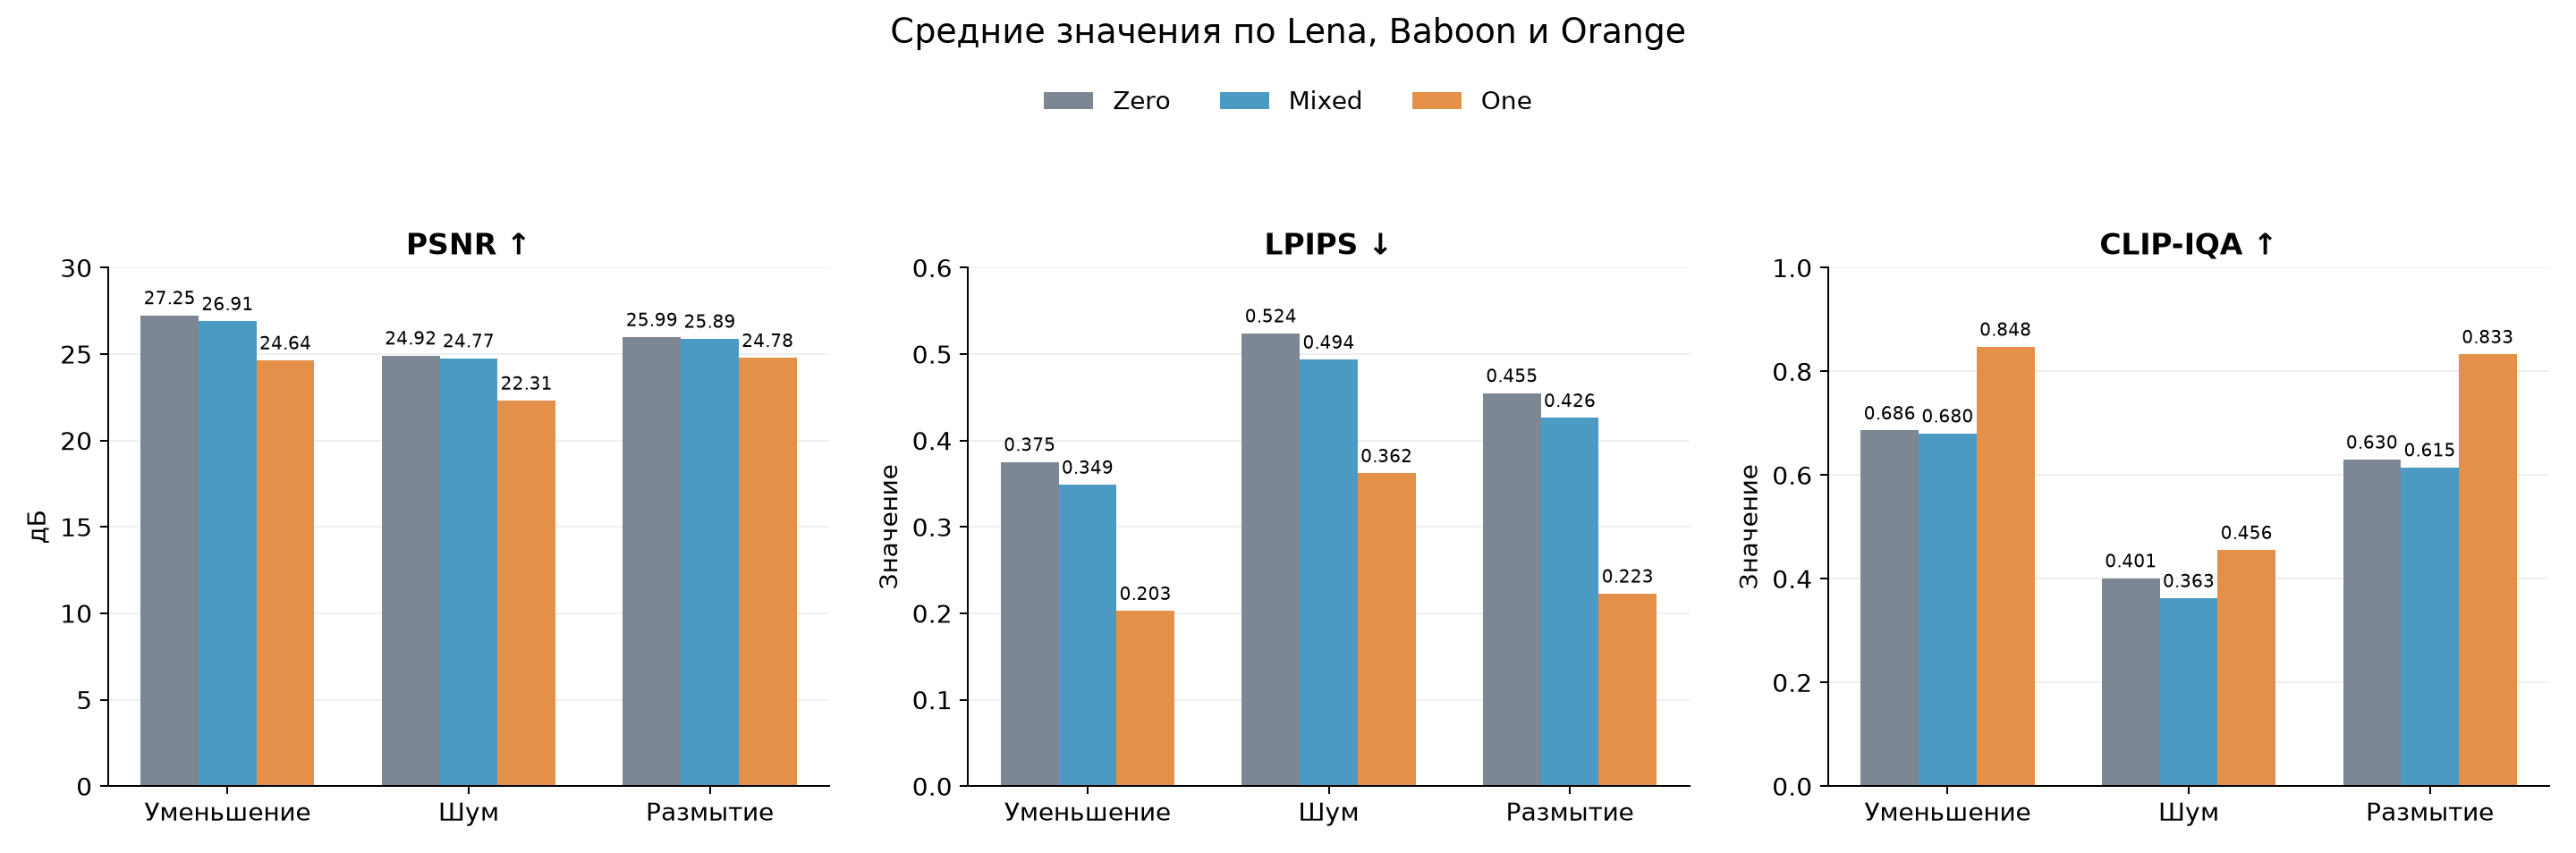 Средние значения по Lena, Baboon и Orange
Zero Mixed One
PSNR ↑
30
25
20
15
10
5
0
дБ
27.25 26.91 24.64
24.92 24.77 22.31
25.99 25.89 24.78
Уменьшение Шум Размытие
LPIPS ↓
0.6
0.5
0.4
0.3
0.2
0.1
0.0
Значение
0.375 0.349 0.203
0.524 0.494 0.362
0.455 0.426 0.223
Уменьшение Шум Размытие
CLIP-IQA ↑
1.0
0.8
0.6
0.4
0.2
0.0
Значение
0.686 0.680 0.848
0.401 0.363 0.456
0.630 0.615 0.833
Уменьшение Шум Размытие